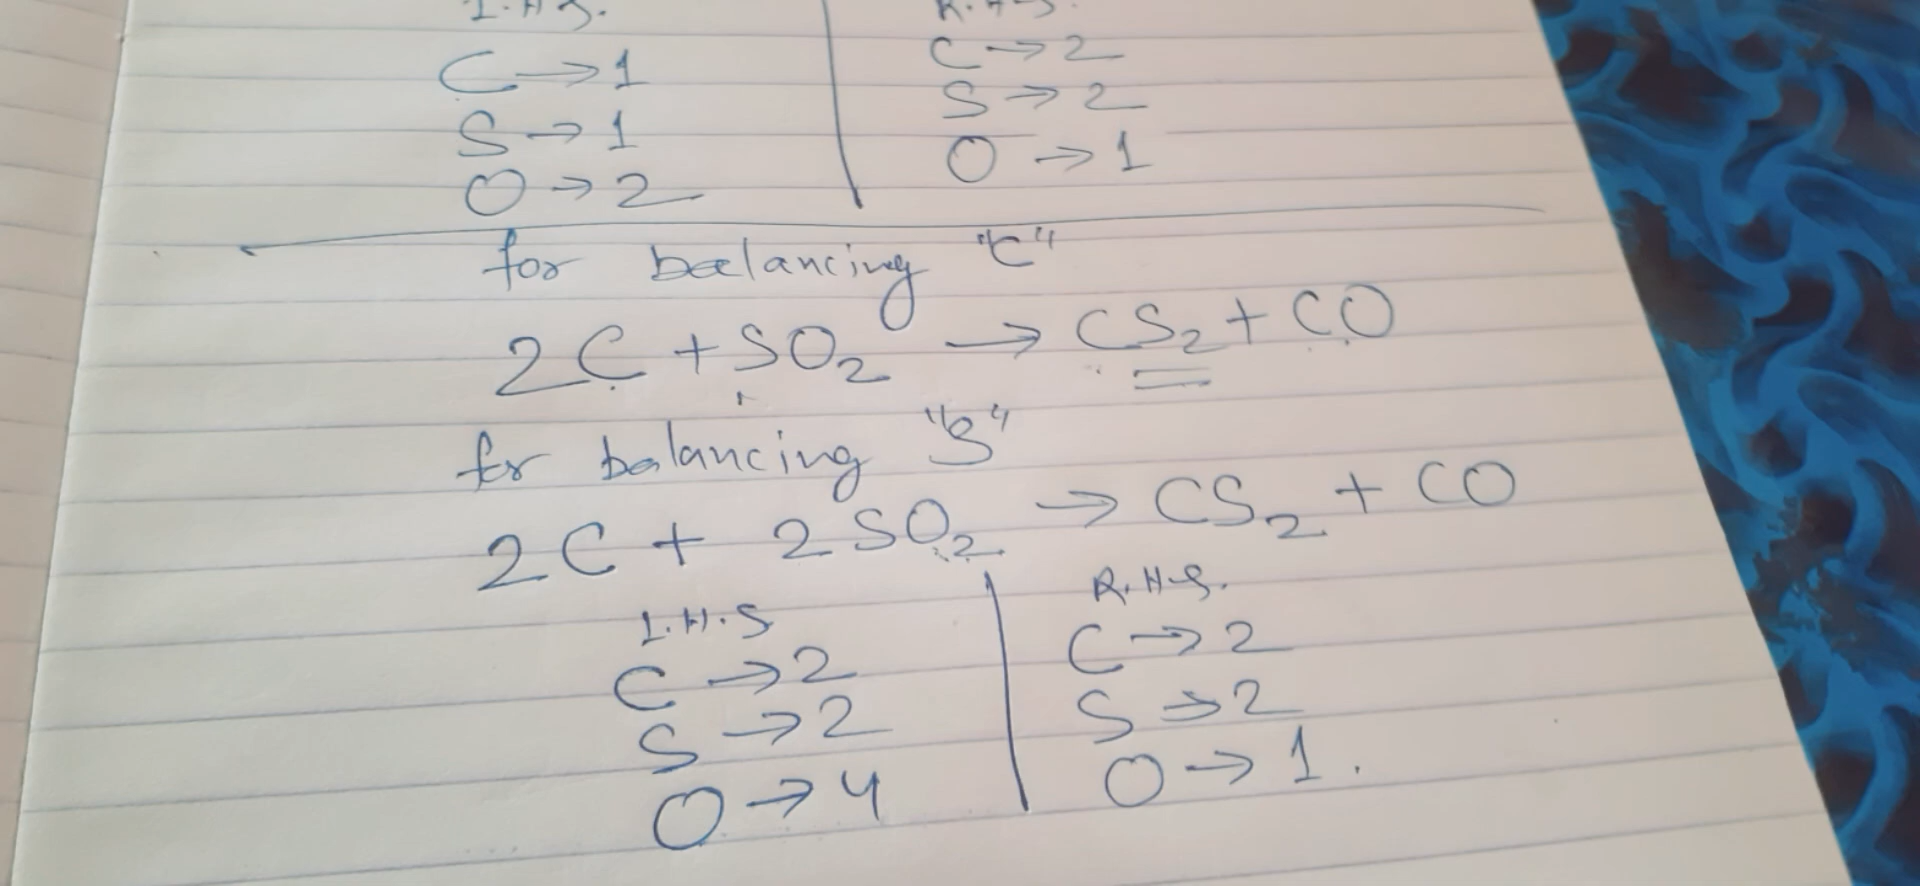 L.H.S. R.H.S.
C → 1 C → 2
S → 1 S → 2
O → 2 O → 1
for balancing "C"
2C + SO₂ → CS₂ + CO
for balancing "S"
2C + 2SO₂ → CS₂ + CO
L.H.S R.H.S.
C → 2 C → 2
S → 2 S → 2
O → 4 O → 1.